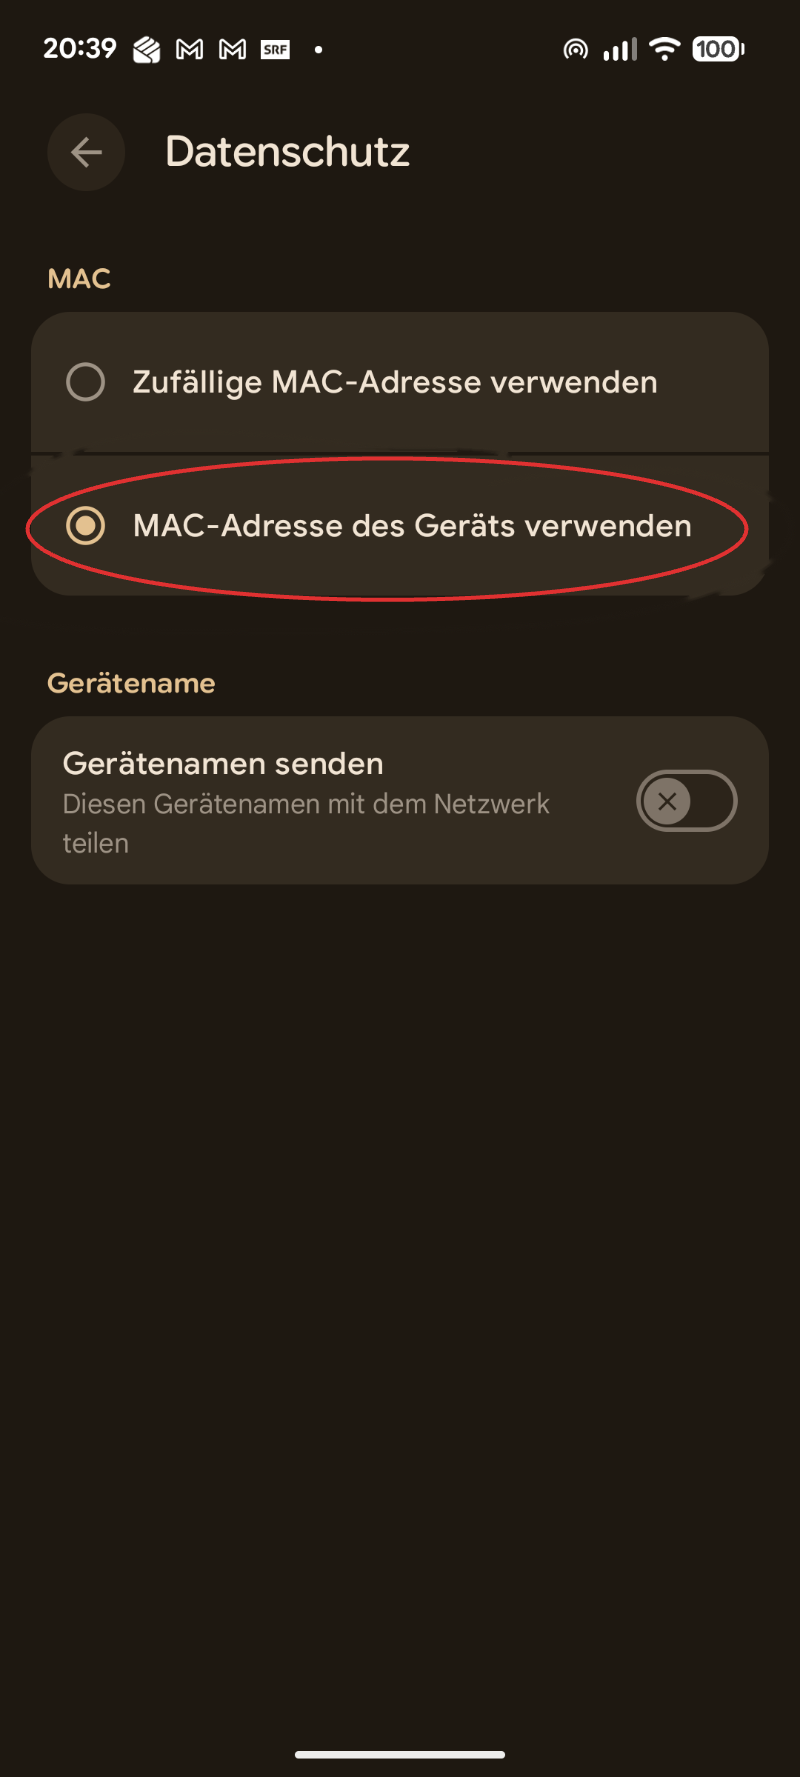 20:39 SRF 100
Datenschutz
MAC
Zufällige MAC-Adresse verwenden
MAC-Adresse des Geräts verwenden
Gerätename
Gerätenamen senden
Diesen Gerätenamen mit dem Netzwerk
teilen